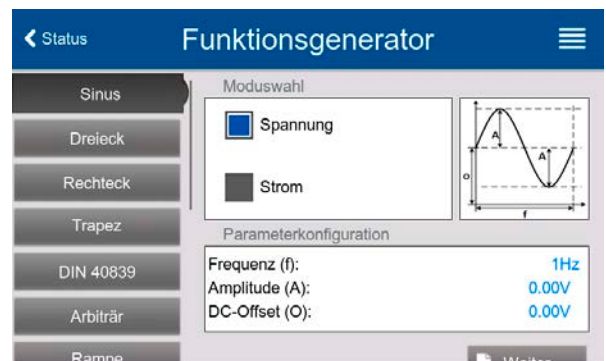 Status
Funktionsgenerator
Sinus
Dreieck
Rechteck
Trapez
DIN 40839
Arbiträr
Rampe
Moduswahl
Spannung
Strom
A
A
O
f
Parameterkonfiguration
Frequenz (f): 1Hz
Amplitude (A): 0.00V
DC-Offset (O): 0.00V
Weiter